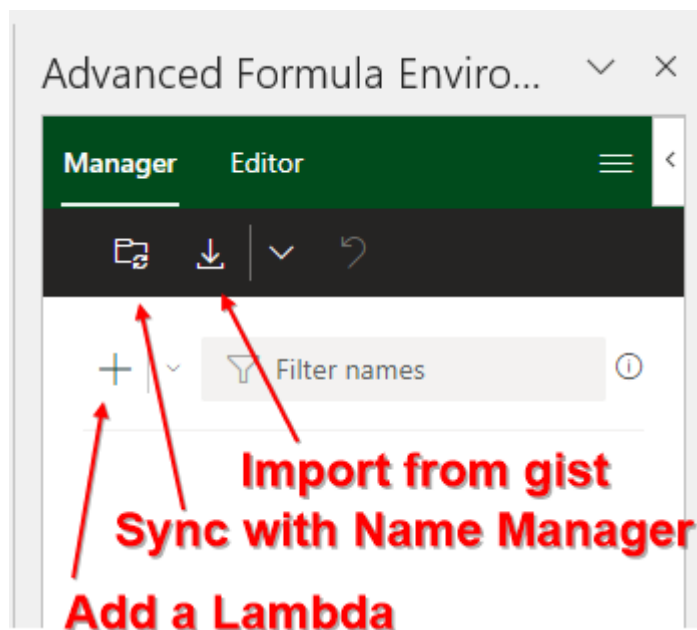 Advanced Formula Enviro...
Manager Editor
Filter names
Import from gist
Sync with Name Manager
Add a Lambda